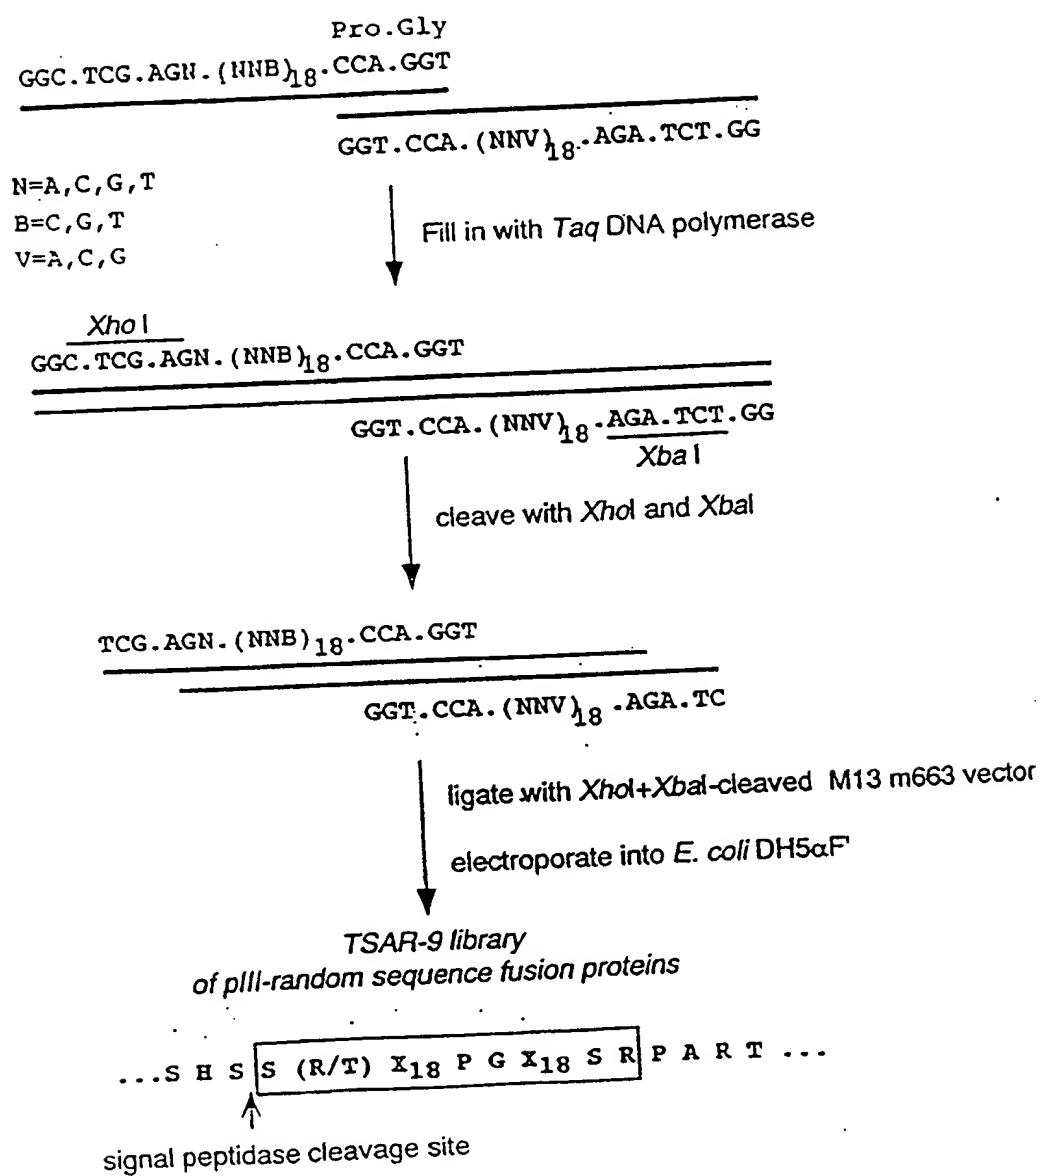 Pro.Gly
GGC.TCG.AGN.(NNB)18.CCA.GGT
GGT.CCA.(NNV)18.AGA.TCT.GG
N=A,C,G,T
B=C,G,T
V=A,C,G
Fill in with Taq DNA polymerase
Xho I
GGC.TCG.AGN.(NNB)18.CCA.GGT
GGT.CCA.(NNV)18.AGA.TCT.GG
Xba I
cleave with XhoI and XbaI
TCG.AGN.(NNB)18.CCA.GGT
GGT.CCA.(NNV)18.AGA.TC
ligate with XhoI+XbaI-cleaved M13 m663 vector
electroporate into E. coli DH5αF'
TSAR-9 library
of pIII-random sequence fusion proteins
...S H S S (R/T) X18 P G X18 S R P A R T ...
signal peptidase cleavage site